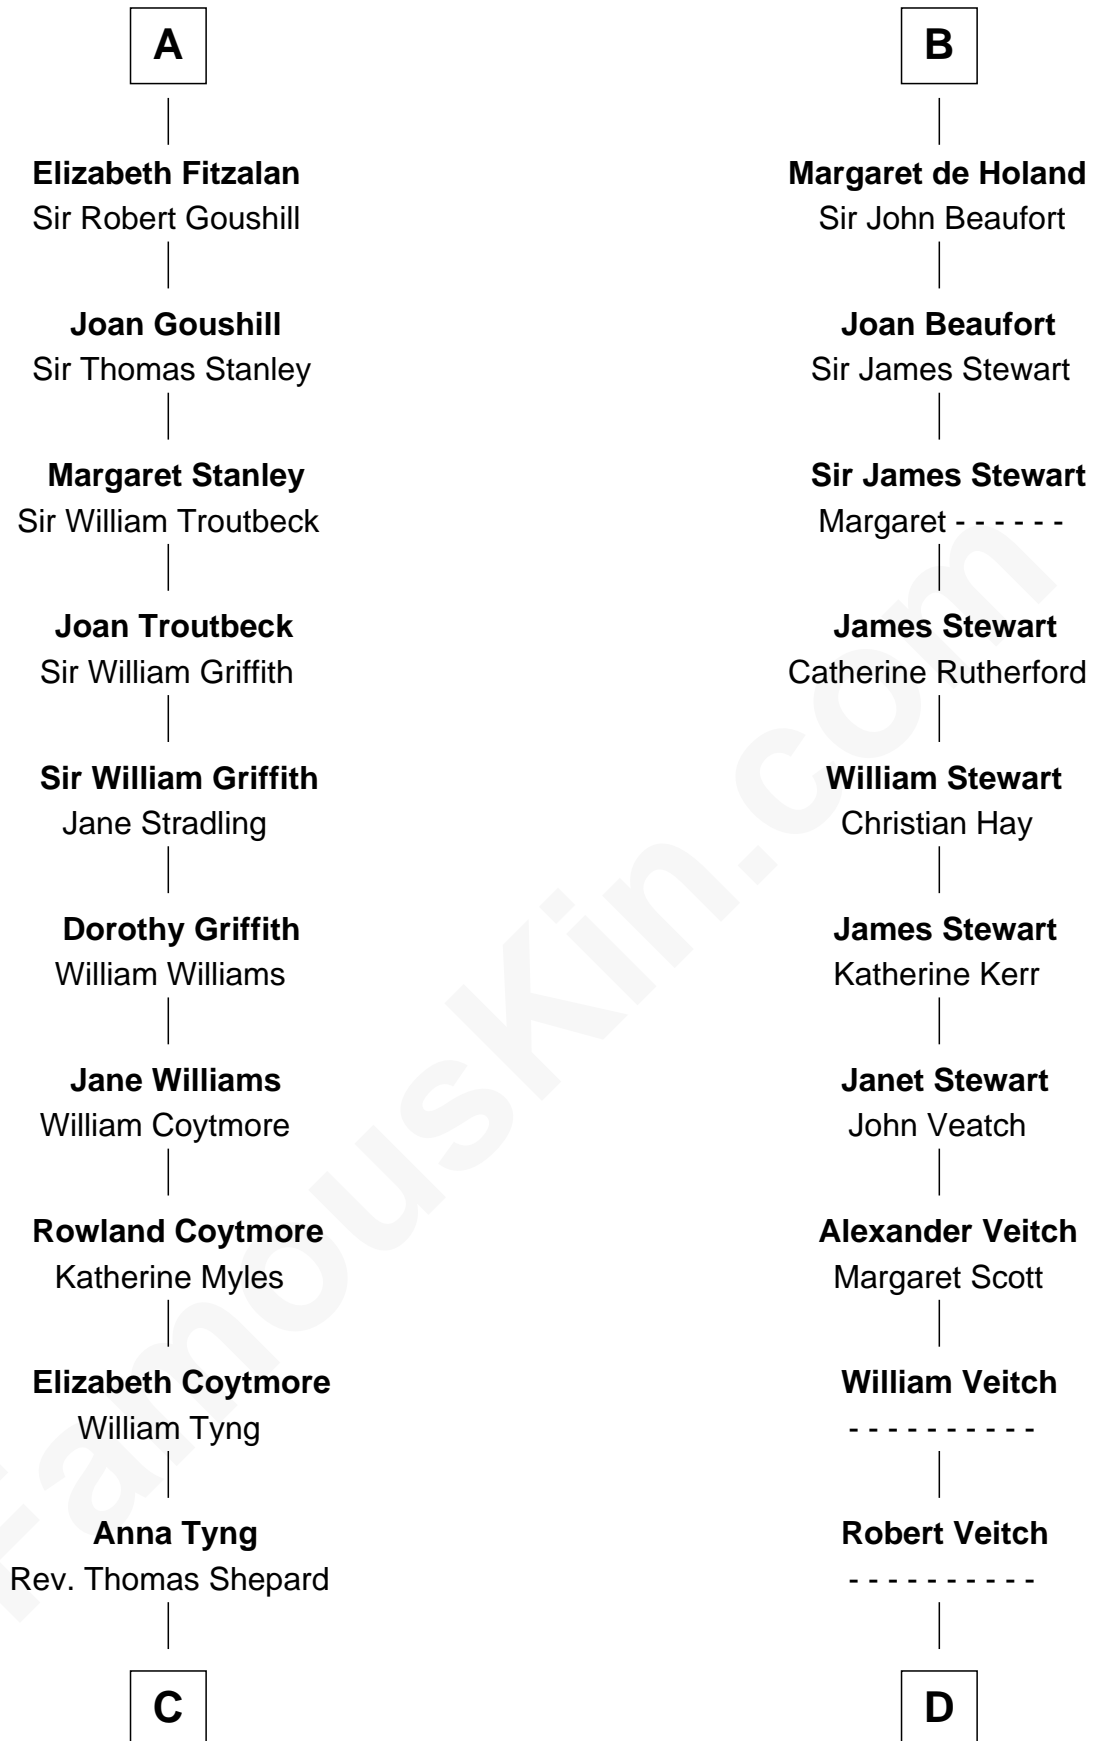 A
Elizabeth Fitzalan
Sir Robert Goushill
Joan Goushill
Sir Thomas Stanley
Margaret Stanley
Sir William Troutbeck
Joan Troutbeck
Sir William Griffith
Sir William Griffith
Jane Stradling
Dorothy Griffith
William Williams
Jane Williams
William Coytmore
Rowland Coytmore
Katherine Myles
Elizabeth Coytmore
William Tyng
Anna Tyng
Rev. Thomas Shepard
C
B
Margaret de Holand
Sir John Beaufort
Joan Beaufort
Sir James Stewart
Sir James Stewart
Margaret - - - - - -
James Stewart
Catherine Rutherford
William Stewart
Christian Hay
James Stewart
Katherine Kerr
Janet Stewart
John Veatch
Alexander Veitch
Margaret Scott
William Veitch
- - - - - - - - - -
Robert Veitch
- - - - - - - - - -
D
FamousKin.com